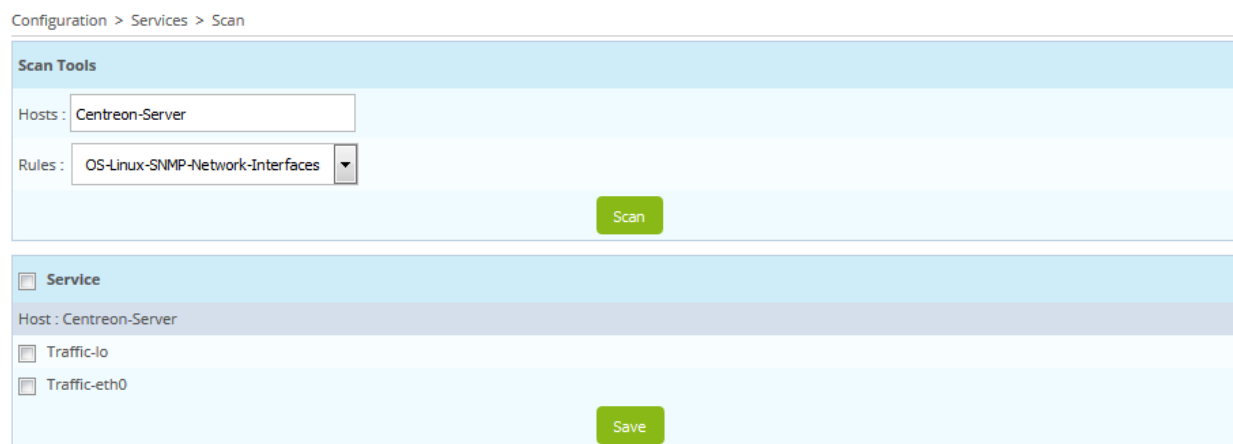 Configuration > Services > Scan
Scan Tools
Hosts : Centreon-Server
Rules : OS-Linux-SNMP-Network-Interfaces
Scan
Service
Host : Centreon-Server
Traffic-lo
Traffic-eth0
Save